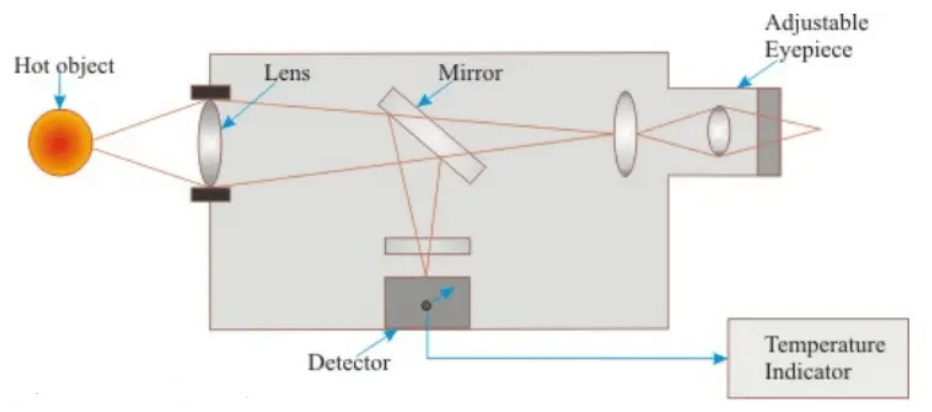 Adjustable
Eyepiece
Hot object
Lens
Mirror
Detector
Temperature
Indicator